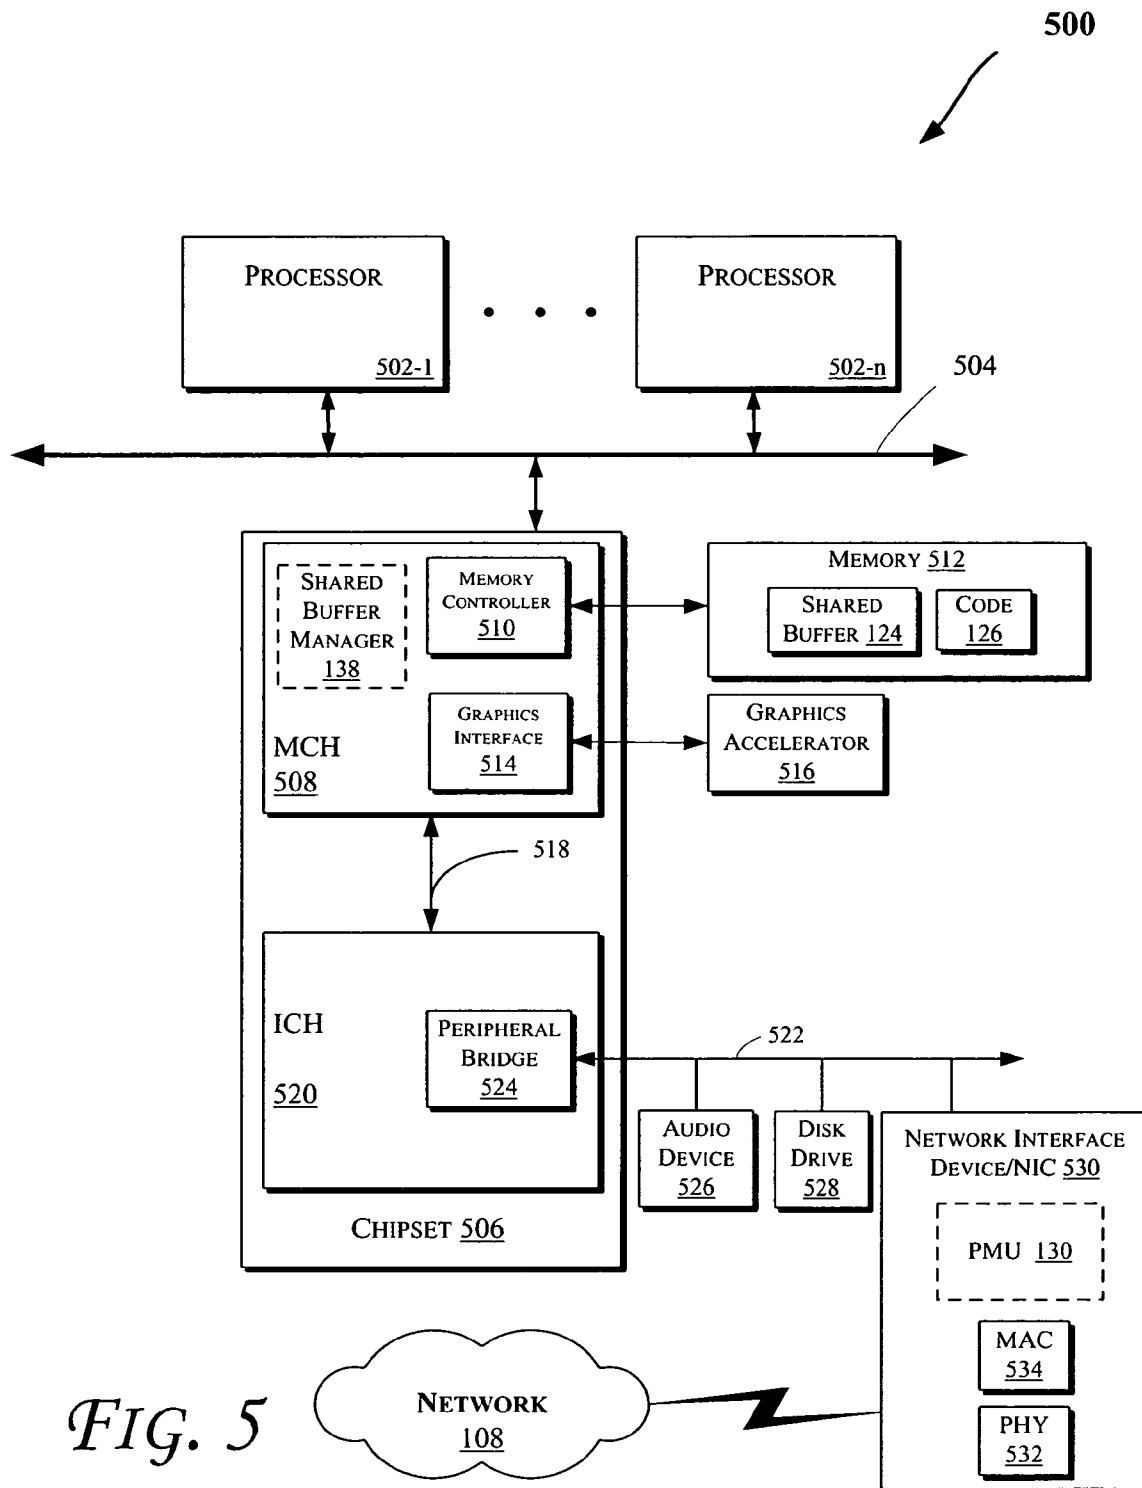 500
PROCESSOR
502-1
PROCESSOR
502-n
504
SHARED
BUFFER
MANAGER
138
MEMORY
CONTROLLER
510
MEMORY 512
SHARED
BUFFER 124
CODE
126
GRAPHICS
INTERFACE
514
GRAPHICS
ACCELERATOR
516
MCH
508
518
ICH
520
PERIPHERAL
BRIDGE
524
522
AUDIO
DEVICE
526
DISK
DRIVE
528
NETWORK INTERFACE
DEVICE/NIC 530
PMU 130
MAC
534
PHY
532
CHIPSET 506
NETWORK
108
FIG. 5